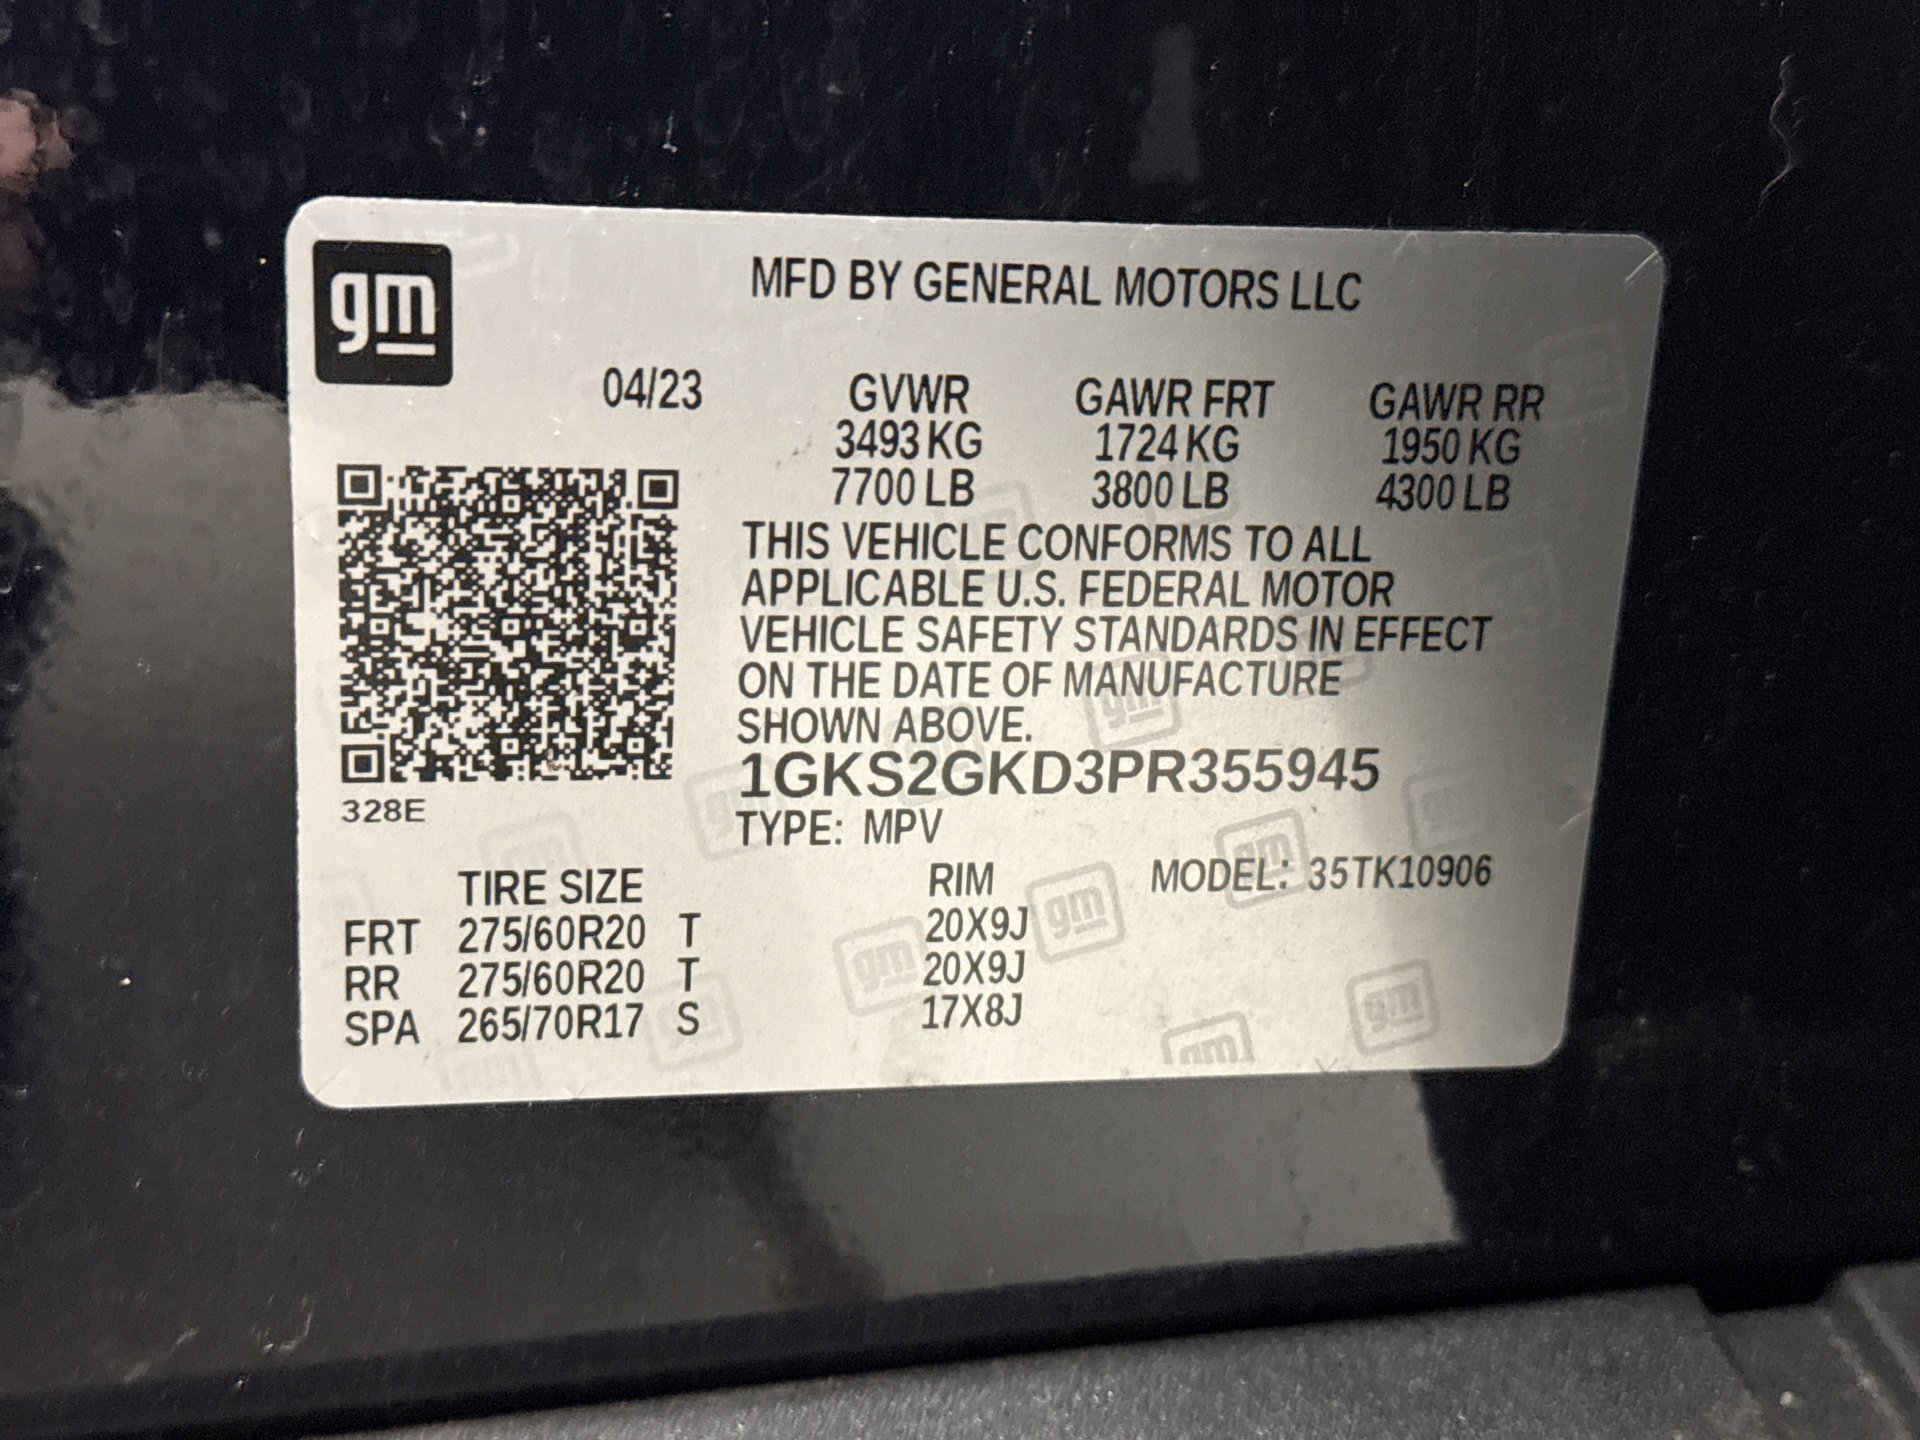 gm
MFD BY GENERAL MOTORS LLC
04/23 GVWR GAWR FRT GAWR RR
3493 KG 1724 KG 1950 KG
7700 LB 3800 LB 4300 LB
THIS VEHICLE CONFORMS TO ALL
APPLICABLE U.S. FEDERAL MOTOR
VEHICLE SAFETY STANDARDS IN EFFECT
ON THE DATE OF MANUFACTURE
SHOWN ABOVE.
1GKS2GKD3PR355945
328E
TYPE: MPV
TIRE SIZE RIM MODEL: 35TK10906
FRT 275/60R20 T 20X9J
RR 275/60R20 T 20X9J
SPA 265/70R17 S 17X8J